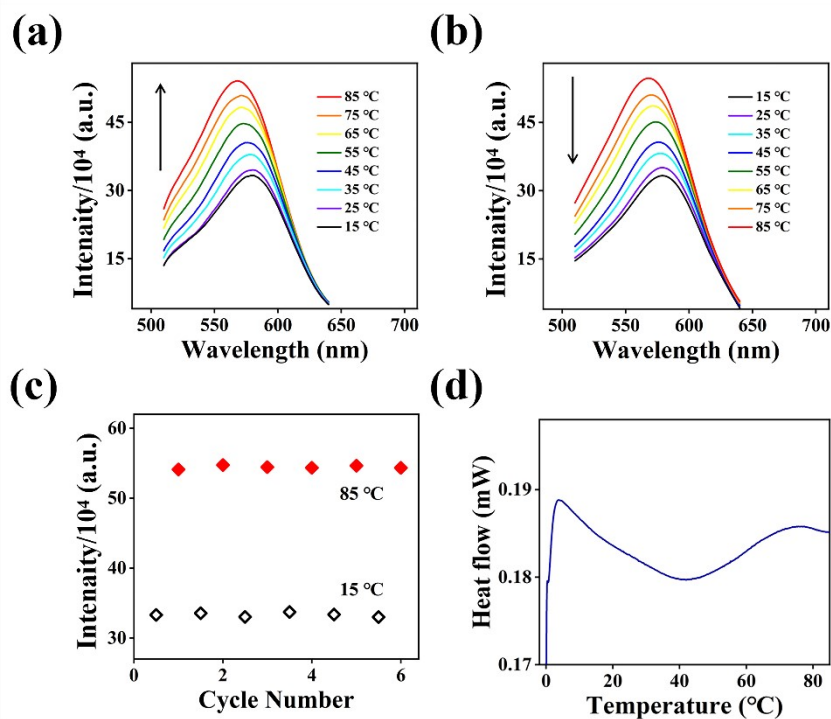 (a)
Intenaity/10⁴ (a.u.)
45
30
15
85 ℃
75 ℃
65 ℃
55 ℃
45 ℃
35 ℃
25 ℃
15 ℃
500 550 600 650 700
Wavelength (nm)
(b)
Intenaity/10⁴ (a.u.)
45
30
15
15 ℃
25 ℃
35 ℃
45 ℃
55 ℃
65 ℃
75 ℃
85 ℃
500 550 600 650 700
Wavelength (nm)
(c)
Intenaity/10⁴ (a.u.)
60
50
40
30
85 ℃
15 ℃
0 2 4 6
Cycle Number
(d)
Heat flow (mW)
0.19
0.18
0.17
0 20 40 60 80
Temperature (℃)